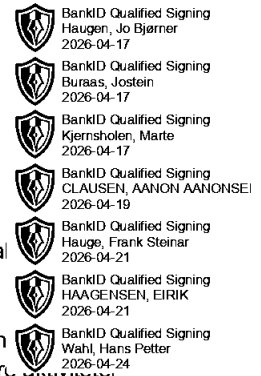 BankID Qualified Signing
Haugen, Jo Bjørner
2026-04-17
BankID Qualified Signing
Buraas, Jostein
2026-04-17
BankID Qualified Signing
Kjernsholen, Marte
2026-04-17
BankID Qualified Signing
CLAUSEN, AANON AANONSE
2026-04-19
BankID Qualified Signing
Hauge, Frank Steinar
2026-04-21
BankID Qualified Signing
HAAGENSEN, EIRIK
2026-04-21
BankID Qualified Signing
Wahl, Hans Petter
2026-04-24